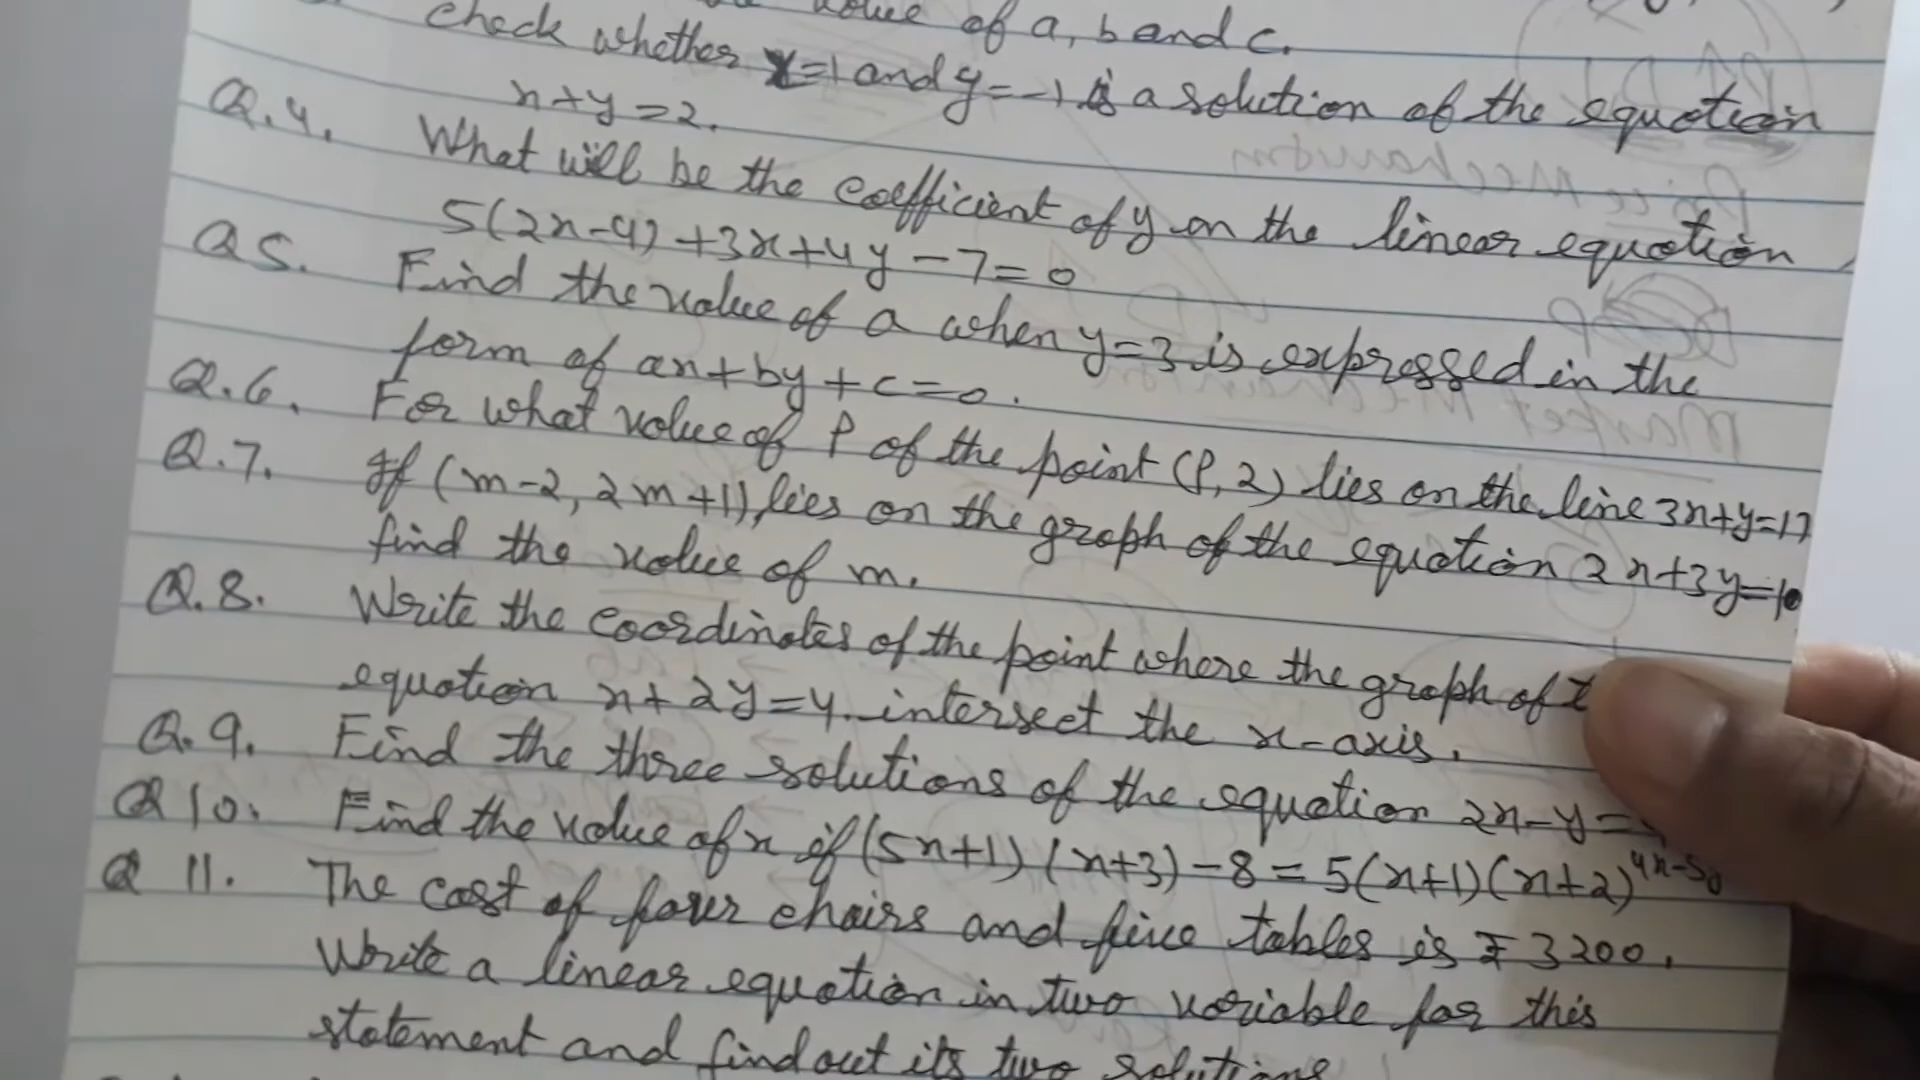 value of a, b and c.
check whether x=1 and y=-1 is a solution of the equation
x+y=2.
Q.4. What will be the coefficient of y on the linear equation
5(2x-4)+3x+4y-7=0
Q5. Find the value of a when y=3 is expressed in the
form of ax+by+c=0.
Q.6. For what value of P of the point (P,2) lies on the line 3x+y=17
Q.7. If (m-2, 2m+1), lies on the graph of the equation 2x+3y=10
find the value of m.
Q.8. Write the coordinates of the point where the graph of t
equation x+2y=4. intersect the x-axis.
Q.9. Find the three solutions of the equation 2x-y=
Q10. Find the value of x if (5x+1)(x+3)-8=5(x+1)(x+2)
Q 11. The cost of four chairs and five tables is ₹3200.
Write a linear equation in two variable for this
statement and find out its two solutions